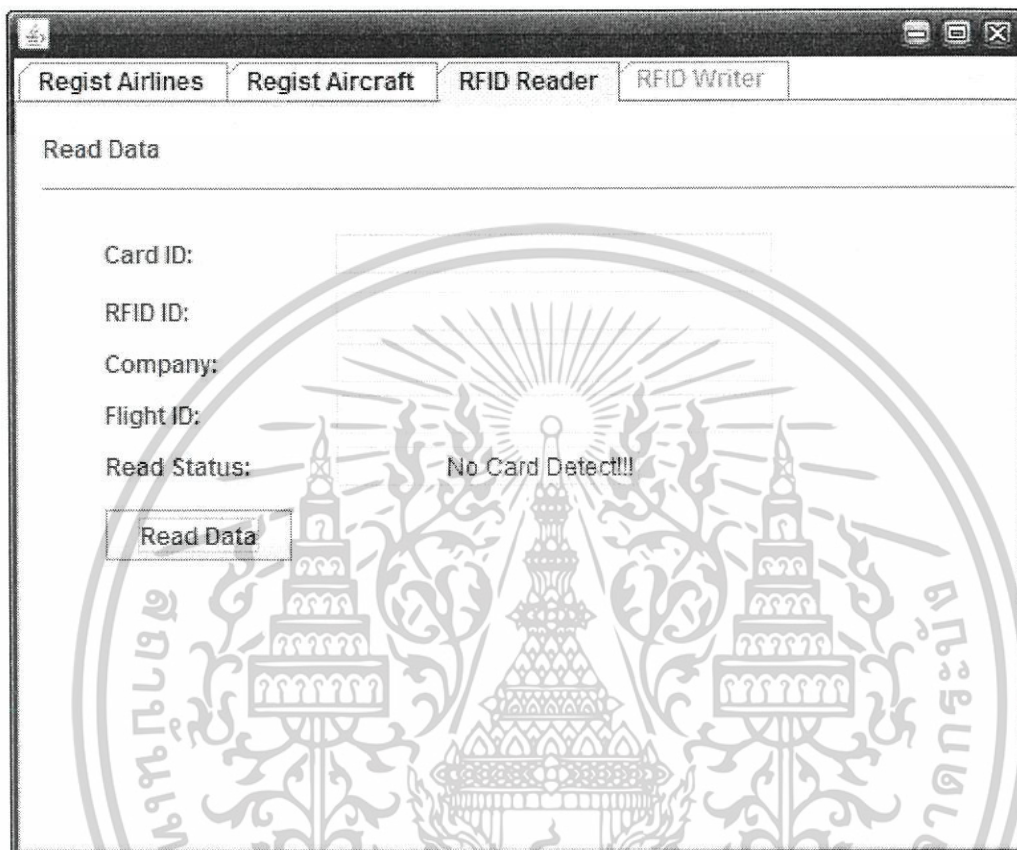 Regist Airlines Regist Aircraft RFID Reader RFID Writer
Read Data
Card ID:
RFID ID:
Company:
Flight ID:
Read Status: No Card Detect!!!
Read Data